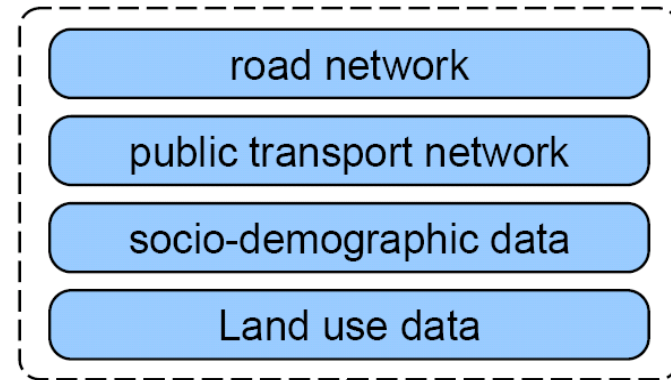 road network
public transport network
socio-demographic data
Land use data